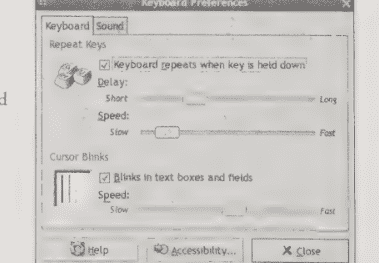 d
Keyboard Preferences
Keyboard Sound
Repeat Keys
Keyboard repeats when key is held down
Delay:
Short Long
Speed:
Slow Fast
Cursor Blinks
Blinks in text boxes and fields
Speed:
Slow Fast
Help Accessibility... Close